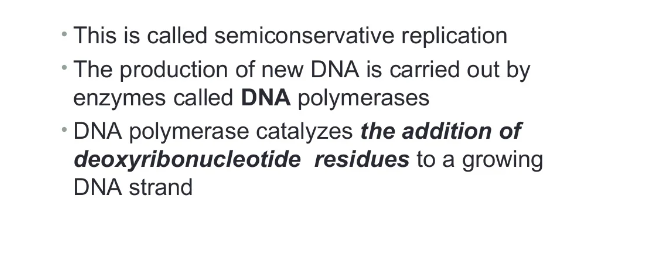 • This is called semiconservative replication
• The production of new DNA is carried out by
enzymes called DNA polymerases
• DNA polymerase catalyzes the addition of
deoxyribonucleotide  residues to a growing
DNA strand